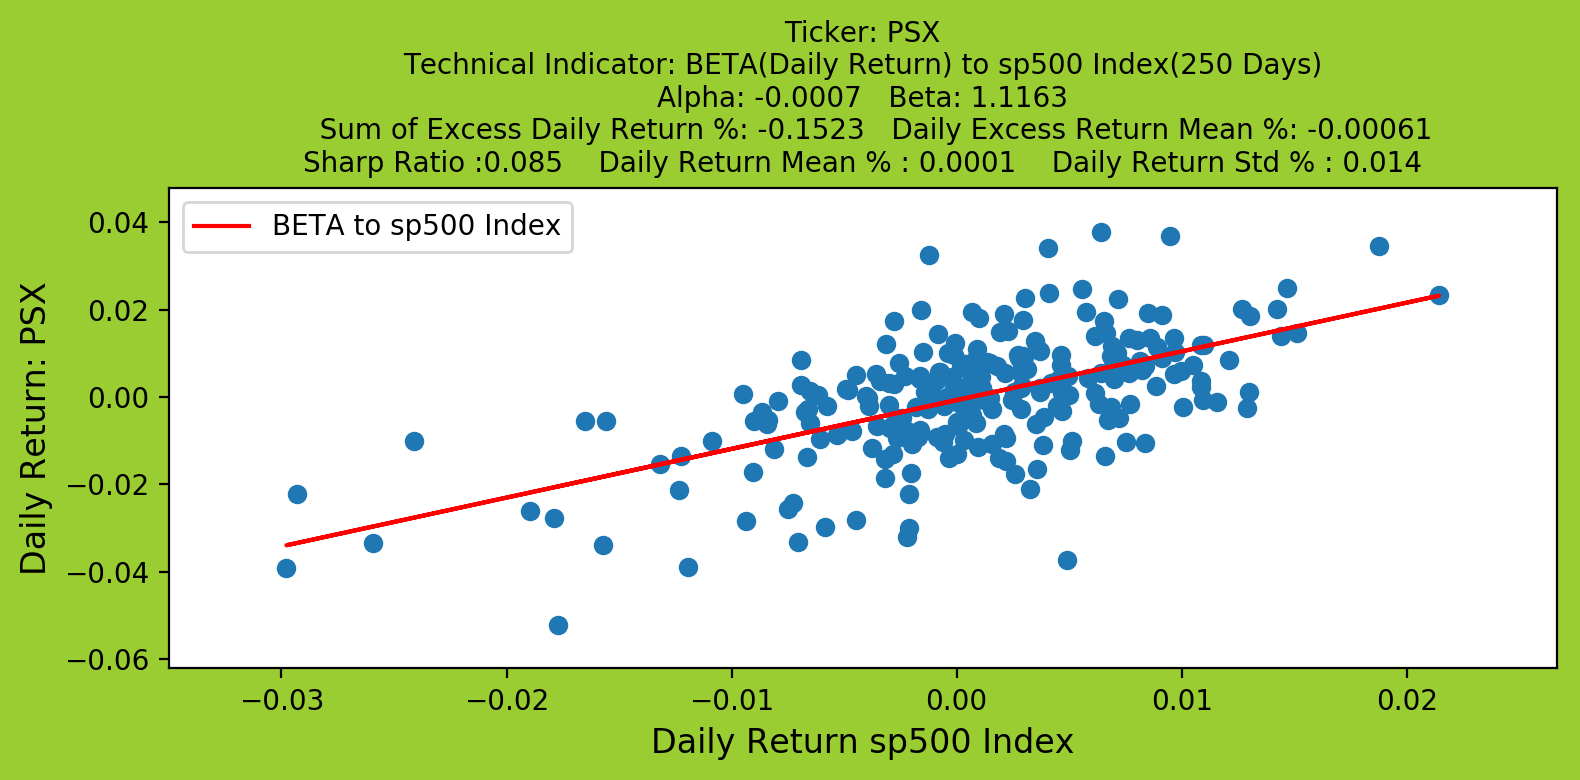 Ticker: PSX
Technical Indicator: BETA(Daily Return) to sp500 Index(250 Days)
Alpha: -0.0007   Beta: 1.1163
Sum of Excess Daily Return %: -0.1523   Daily Excess Return Mean %: -0.00061
Sharp Ratio :0.085    Daily Return Mean % : 0.0001    Daily Return Std % : 0.014
BETA to sp500 Index
Daily Return: PSX
0.04
0.02
0.00
−0.02
−0.04
−0.06
−0.03
−0.02
−0.01
0.00
0.01
0.02
Daily Return sp500 Index